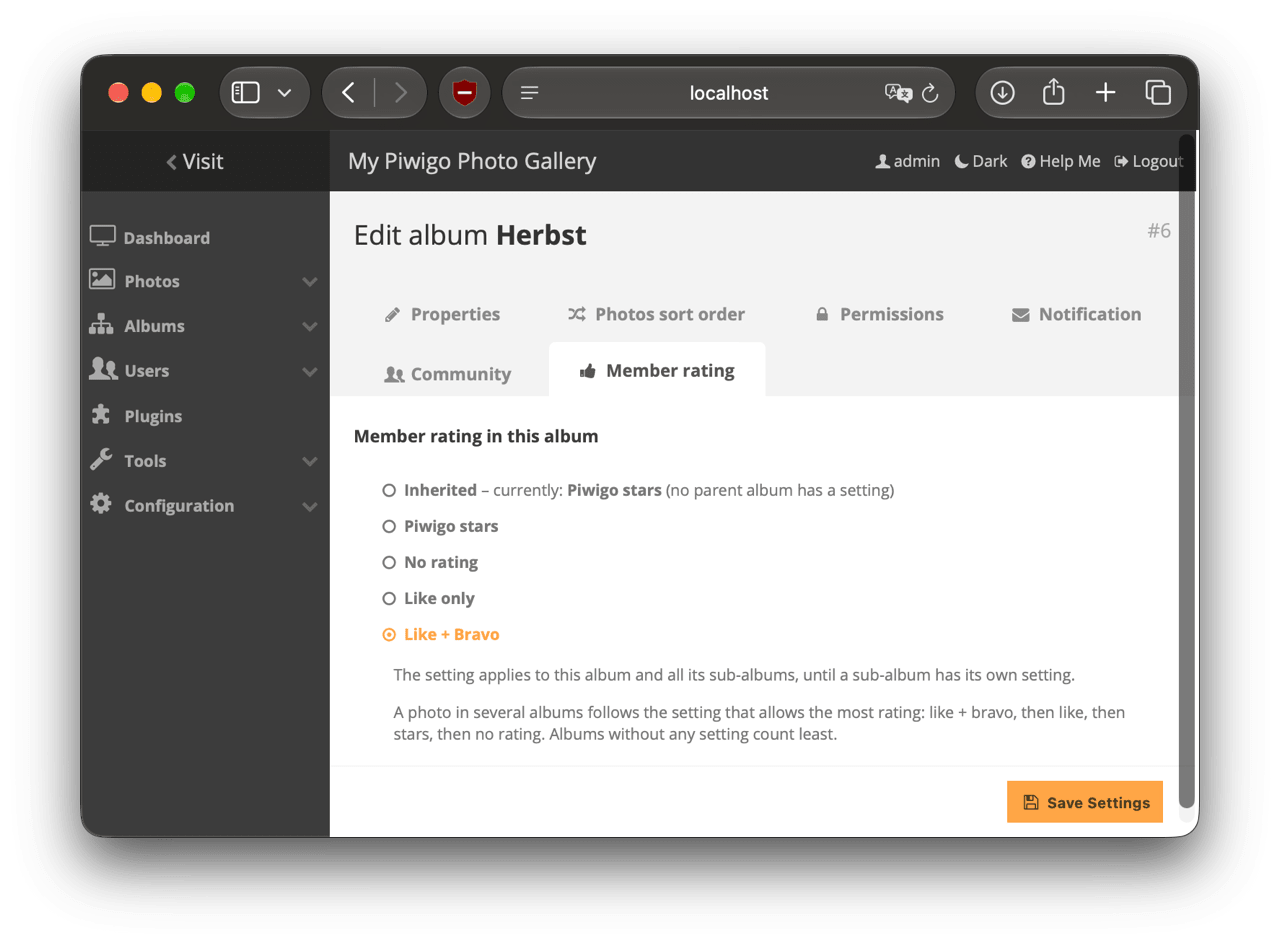 localhost
Visit
My Piwigo Photo Gallery
admin
Dark
Help Me
Logout
Dashboard
Photos
Albums
Users
Plugins
Tools
Configuration
Edit album Herbst
#6
Properties
Photos sort order
Permissions
Notification
Community
Member rating
Member rating in this album
Inherited – currently: Piwigo stars (no parent album has a setting)
Piwigo stars
No rating
Like only
Like + Bravo
The setting applies to this album and all its sub-albums, until a sub-album has its own setting.
A photo in several albums follows the setting that allows the most rating: like + bravo, then like, then
stars, then no rating. Albums without any setting count least.
Save Settings